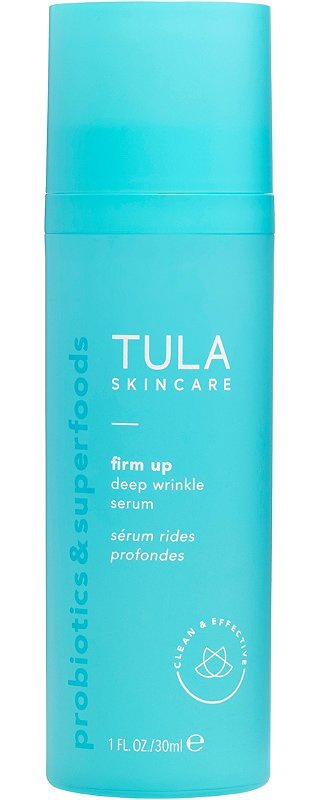 TULA
SKINCARE
firm up
deep wrinkle
serum
sérum rides
profondes
probiotics & superfoods
CLEAN & EFFECTIVE
1 FL. OZ./30ml ℮